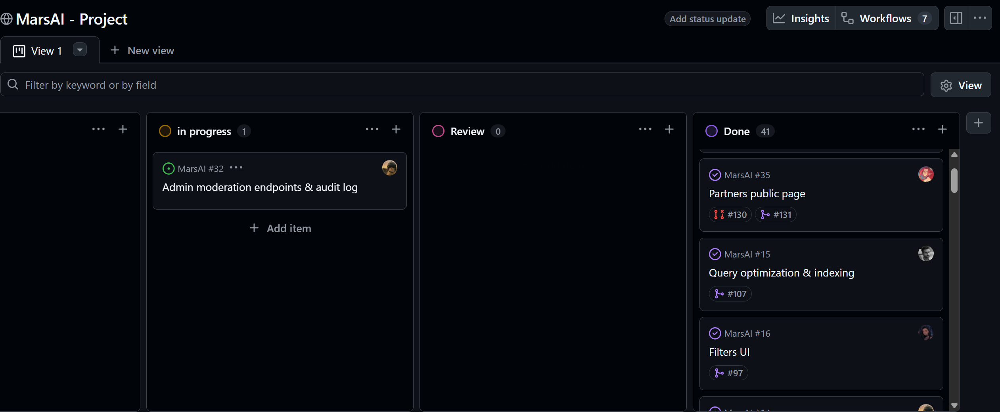 MarsAI - Project
Add status update
Insights
Workflows 7
View 1
New view
Filter by keyword or by field
View
in progress 1
MarsAI #32
Admin moderation endpoints & audit log
Add item
Review 0
Done 41
MarsAI #35
Partners public page
#130 #131
MarsAI #15
Query optimization & indexing
#107
MarsAI #16
Filters UI
#97